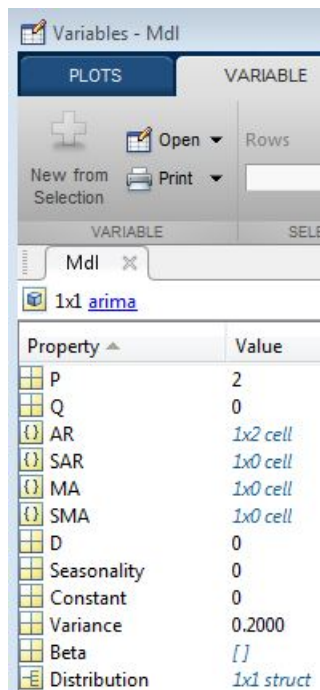 Variables - Mdl
PLOTS VARIABLE
New from
Selection
Open
Print
Rows
VARIABLE SELE
Mdl
1x1 arima
Property Value
P 2
Q 0
{} AR 1x2 cell
{} SAR 1x0 cell
{} MA 1x0 cell
{} SMA 1x0 cell
D 0
Seasonality 0
Constant 0
Variance 0.2000
Beta []
Distribution 1x1 struct